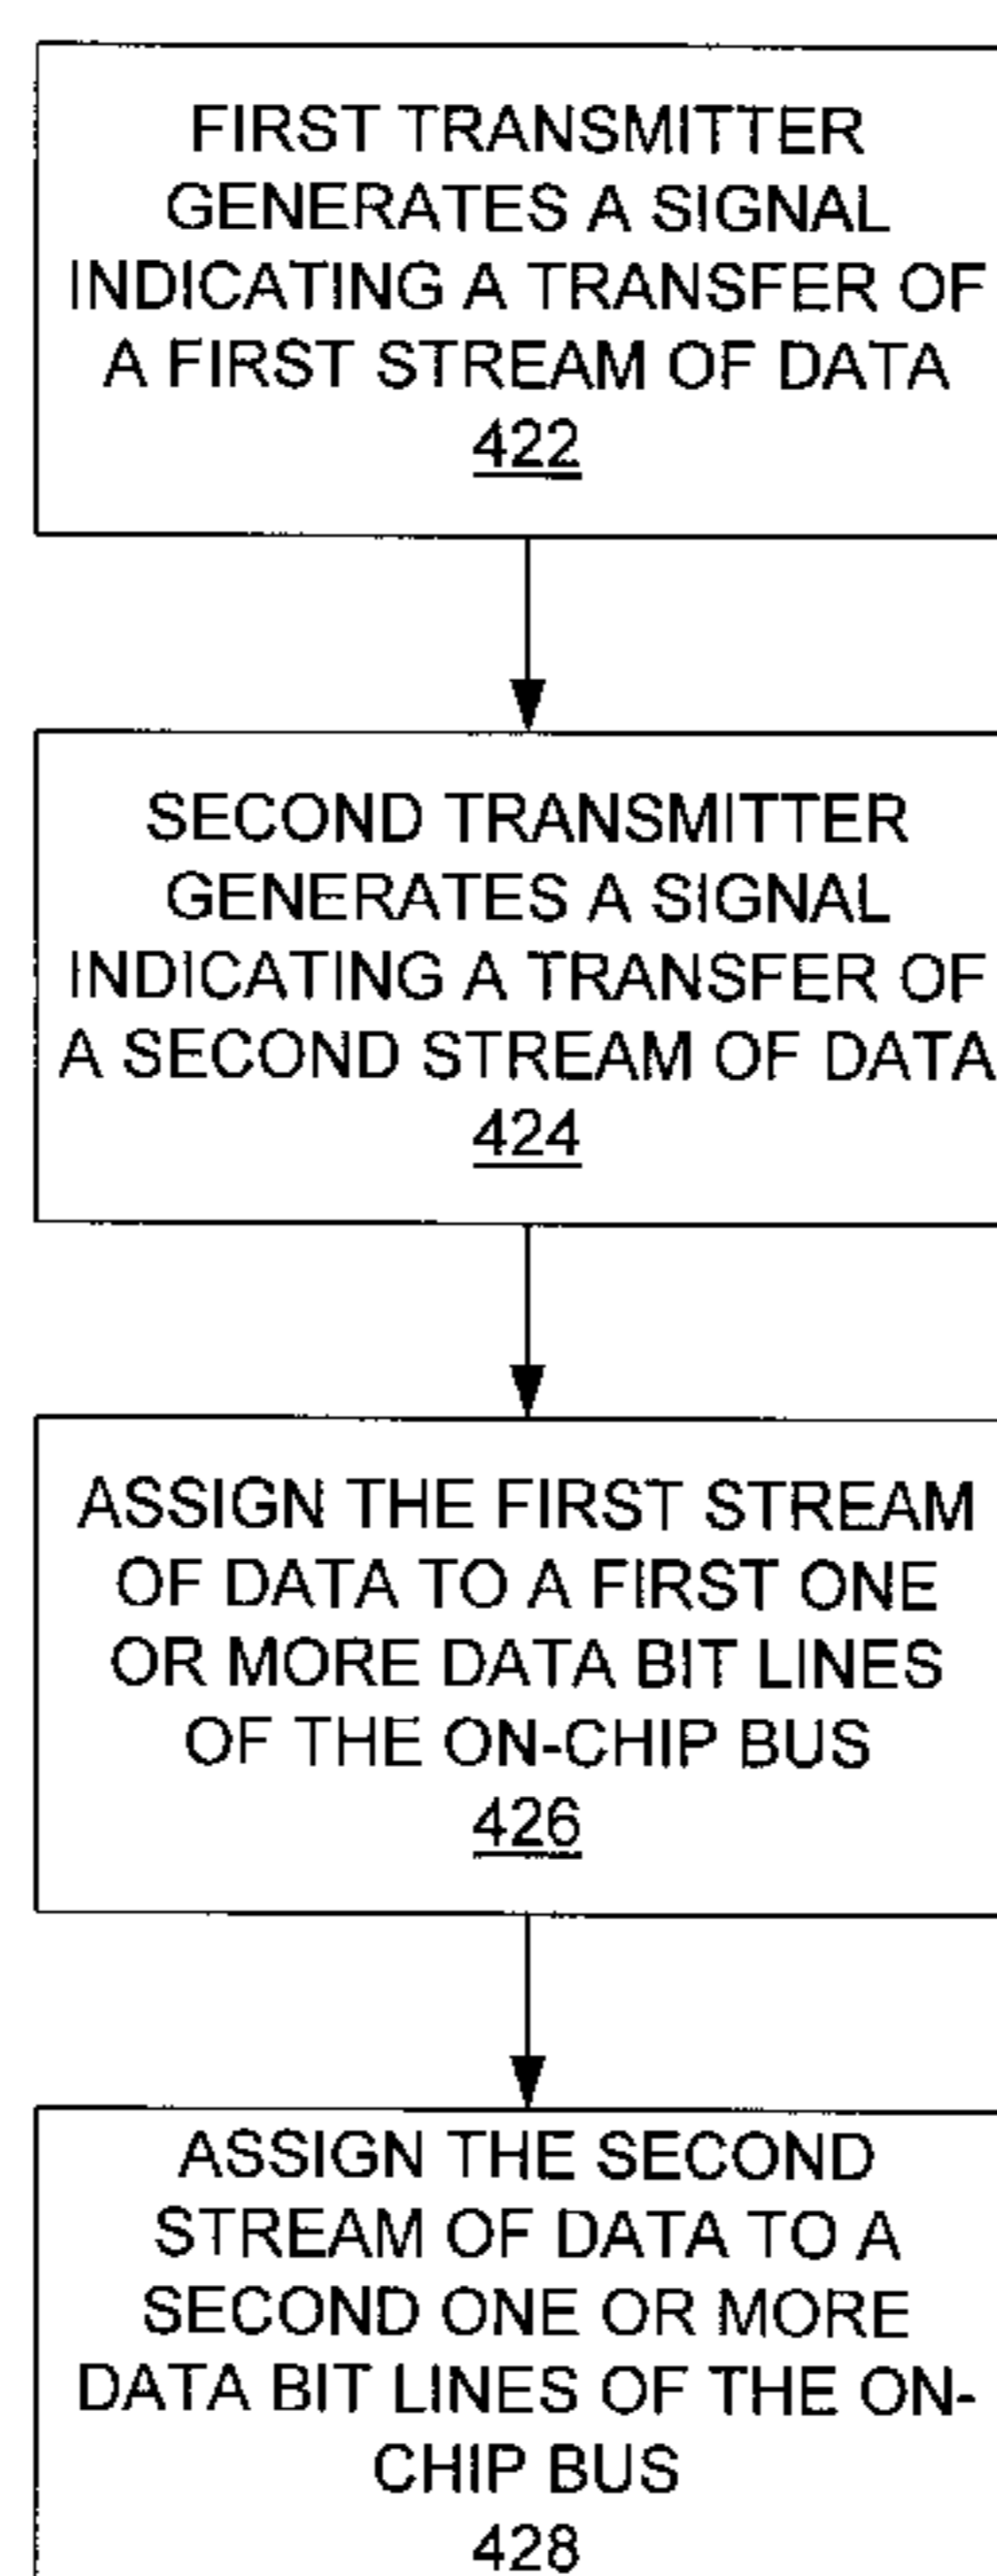 FIRST TRANSMITTER
GENERATES A SIGNAL
INDICATING A TRANSFER OF
A FIRST STREAM OF DATA
422
SECOND TRANSMITTER
GENERATES A SIGNAL
INDICATING A TRANSFER OF
A SECOND STREAM OF DATA
424
ASSIGN THE FIRST STREAM
OF DATA TO A FIRST ONE
OR MORE DATA BIT LINES
OF THE ON-CHIP BUS
426
ASSIGN THE SECOND
STREAM OF DATA TO A
SECOND ONE OR MORE
DATA BIT LINES OF THE ON-
CHIP BUS
428